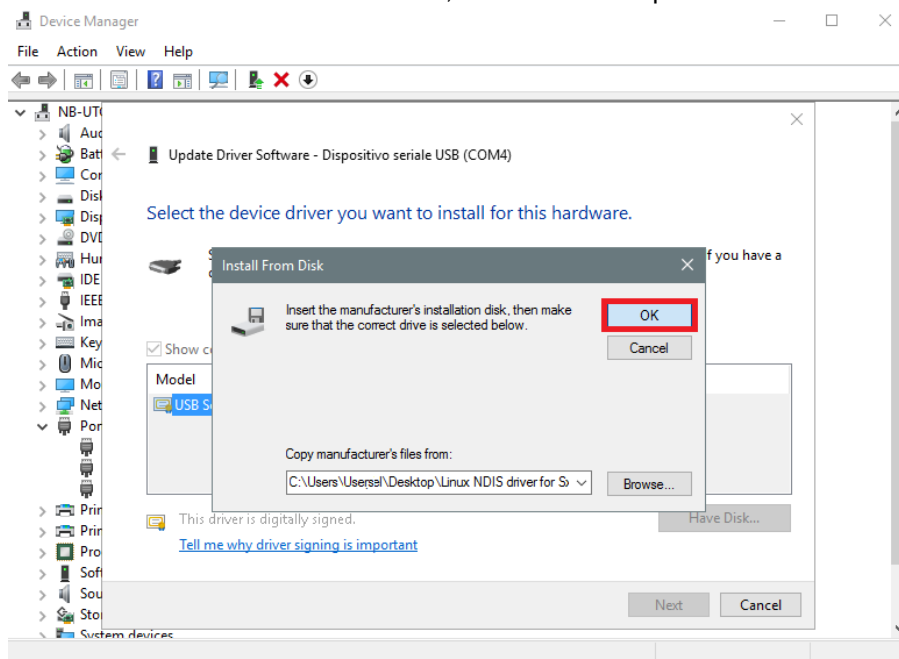 Device Manager
File Action View Help
NB-UT
Update Driver Software - Dispositivo seriale USB (COM4)
Select the device driver you want to install for this hardware.
f you have a
Install From Disk
Insert the manufacturer's installation disk, then make
sure that the correct drive is selected below.
OK
Cancel
Show c
Model
USB S
Copy manufacturer's files from:
C:\Users\Usersal\Desktop\Linux NDIS driver for S
Browse...
This driver is digitally signed.
Have Disk...
Tell me why driver signing is important
Next
Cancel
Aud
Batt
Cor
Disk
Disp
DVD
Hur
IDE
IEEE
Ima
Key
Mic
Mo
Net
Por
Prir
Prir
Pro
Soft
Sou
Stor
System devices